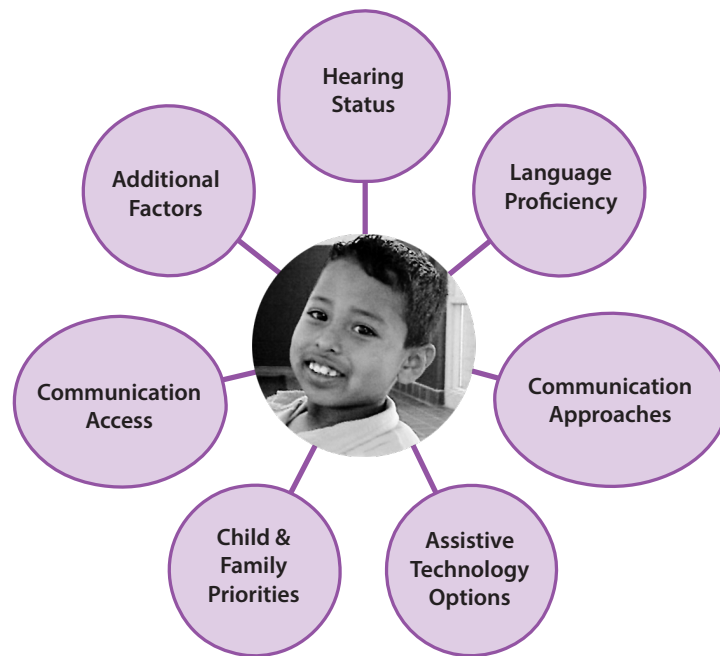 Hearing
Status
Language
Proficiency
Communication
Approaches
Assistive
Technology
Options
Child &
Family
Priorities
Communication
Access
Additional
Factors